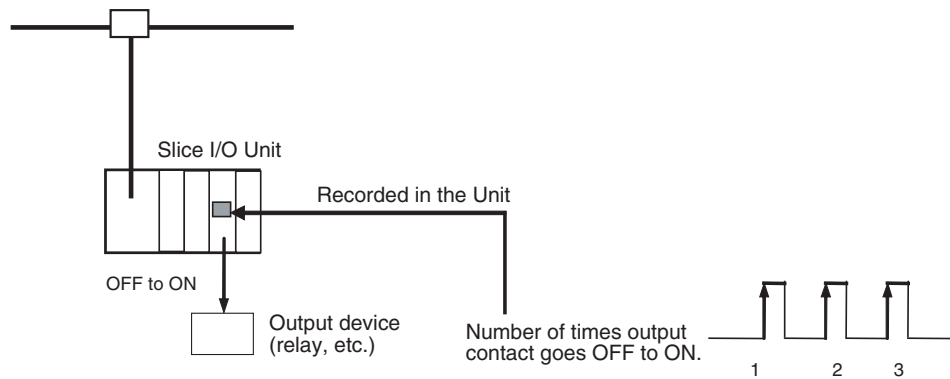 Slice I/O Unit
Recorded in the Unit
OFF to ON
Output device
(relay, etc.)
Number of times output
contact goes OFF to ON.
1 2 3